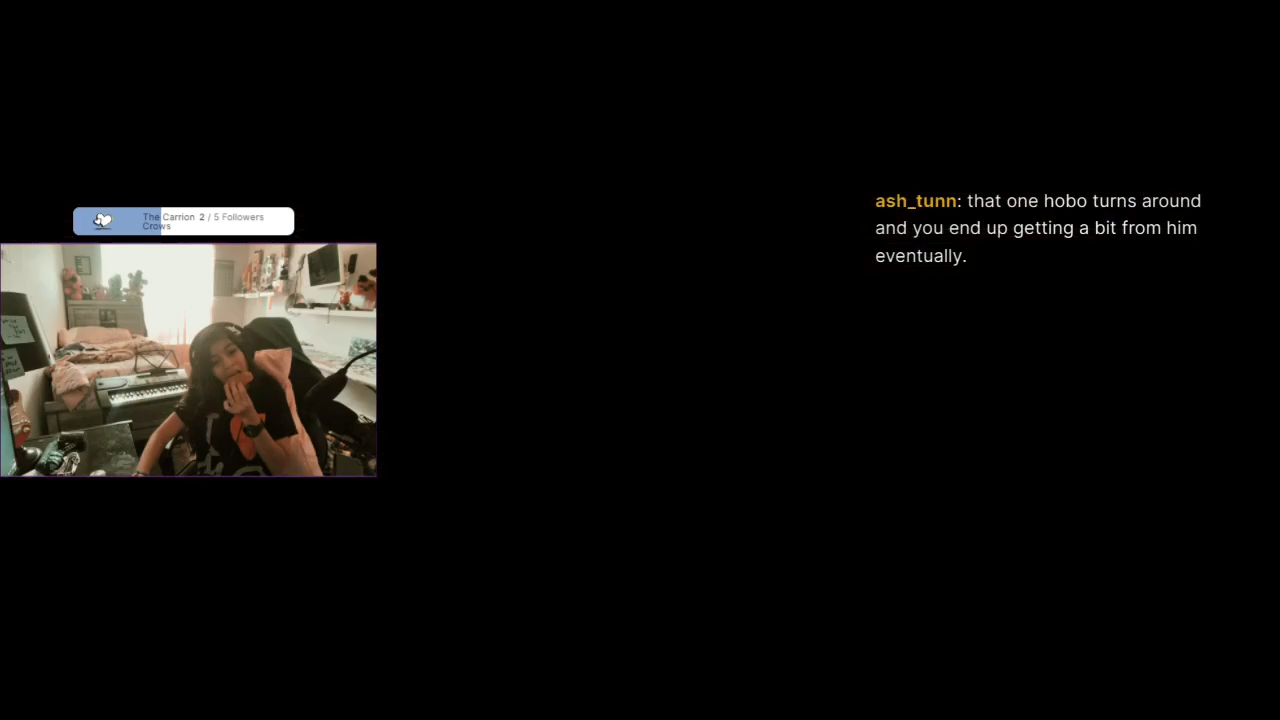 The Carrion 2 / 5 Followers
Crows
ash_tunn: that one hobo turns around
and you end up getting a bit from him
eventually.